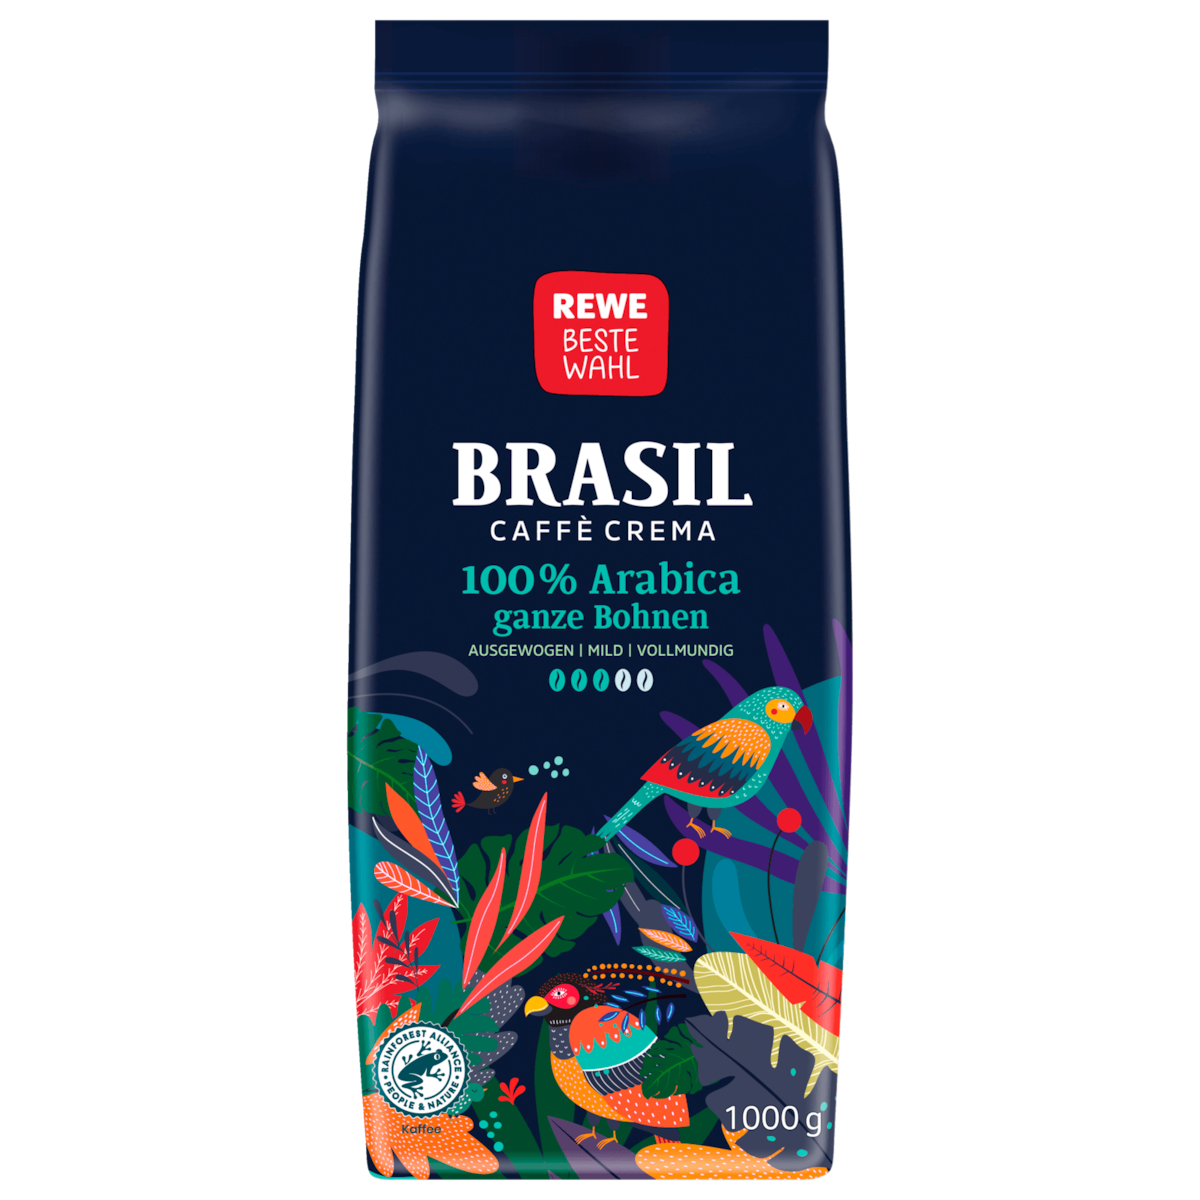 REWE
BESTE
WAHL
BRASIL
CAFFÈ CREMA
100% Arabica
ganze Bohnen
AUSGEWOGEN | MILD | VOLLMUNDIG
RAINFOREST ALLIANCE
PEOPLE & NATURE
Kaffee
1000 g